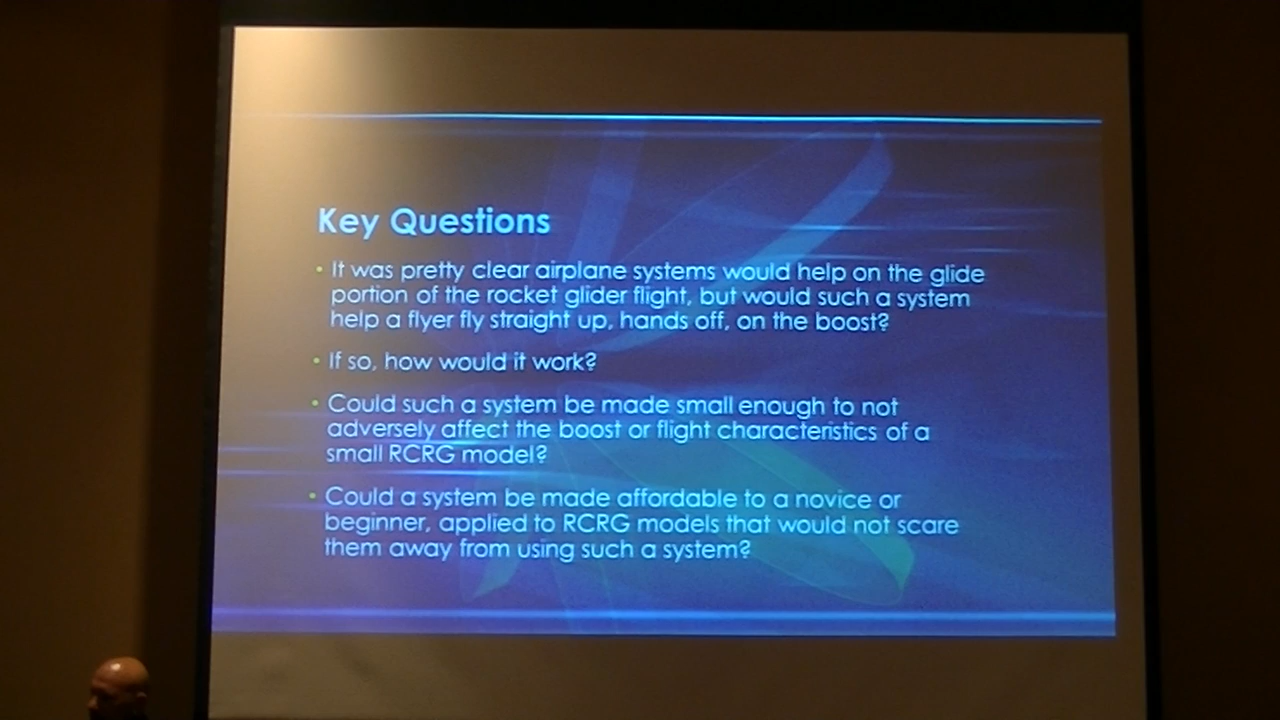 Key Questions
• It was pretty clear airplane systems would help on the glide
portion of the rocket glider flight, but would such a system
help a flyer fly straight up, hands off, on the boost?
• If so, how would it work?
• Could such a system be made small enough to not
adversely affect the boost or flight characteristics of a
small RCRG model?
• Could a system be made affordable to a novice or
beginner, applied to RCRG models that would not scare
them away from using such a system?